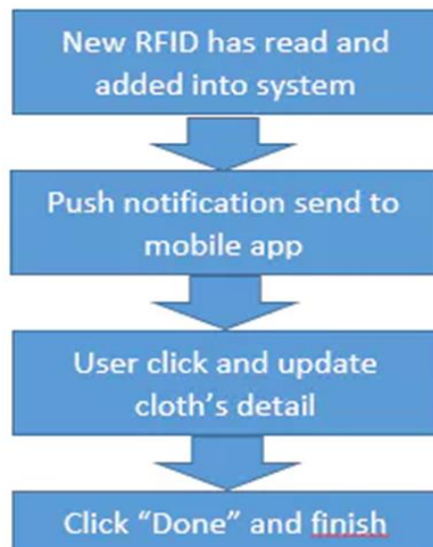 New RFID has read and
added into system
Push notification send to
mobile app
User click and update
cloth's detail
Click “Done” and finish